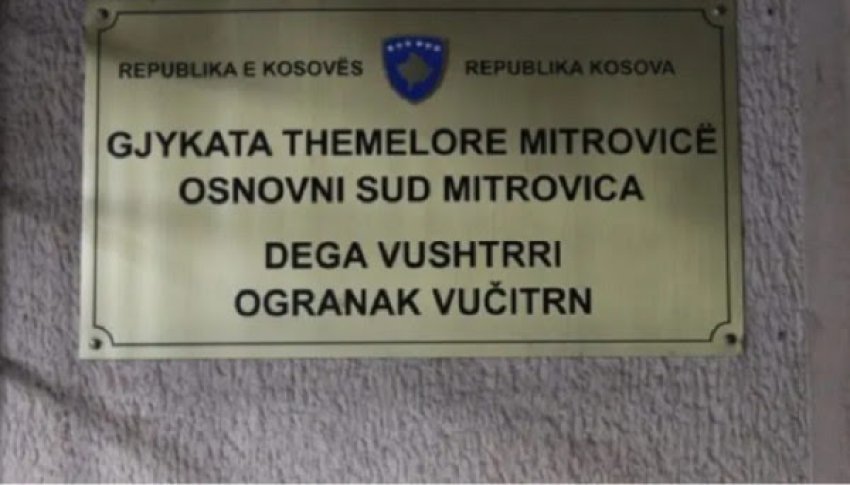 REPUBLIKA E KOSOVËS REPUBLIKA KOSOVA
GJYKATA THEMELORE MITROVICË
OSNOVNI SUD MITROVICA
DEGA VUSHTRRI
OGRANAK VUČITRN